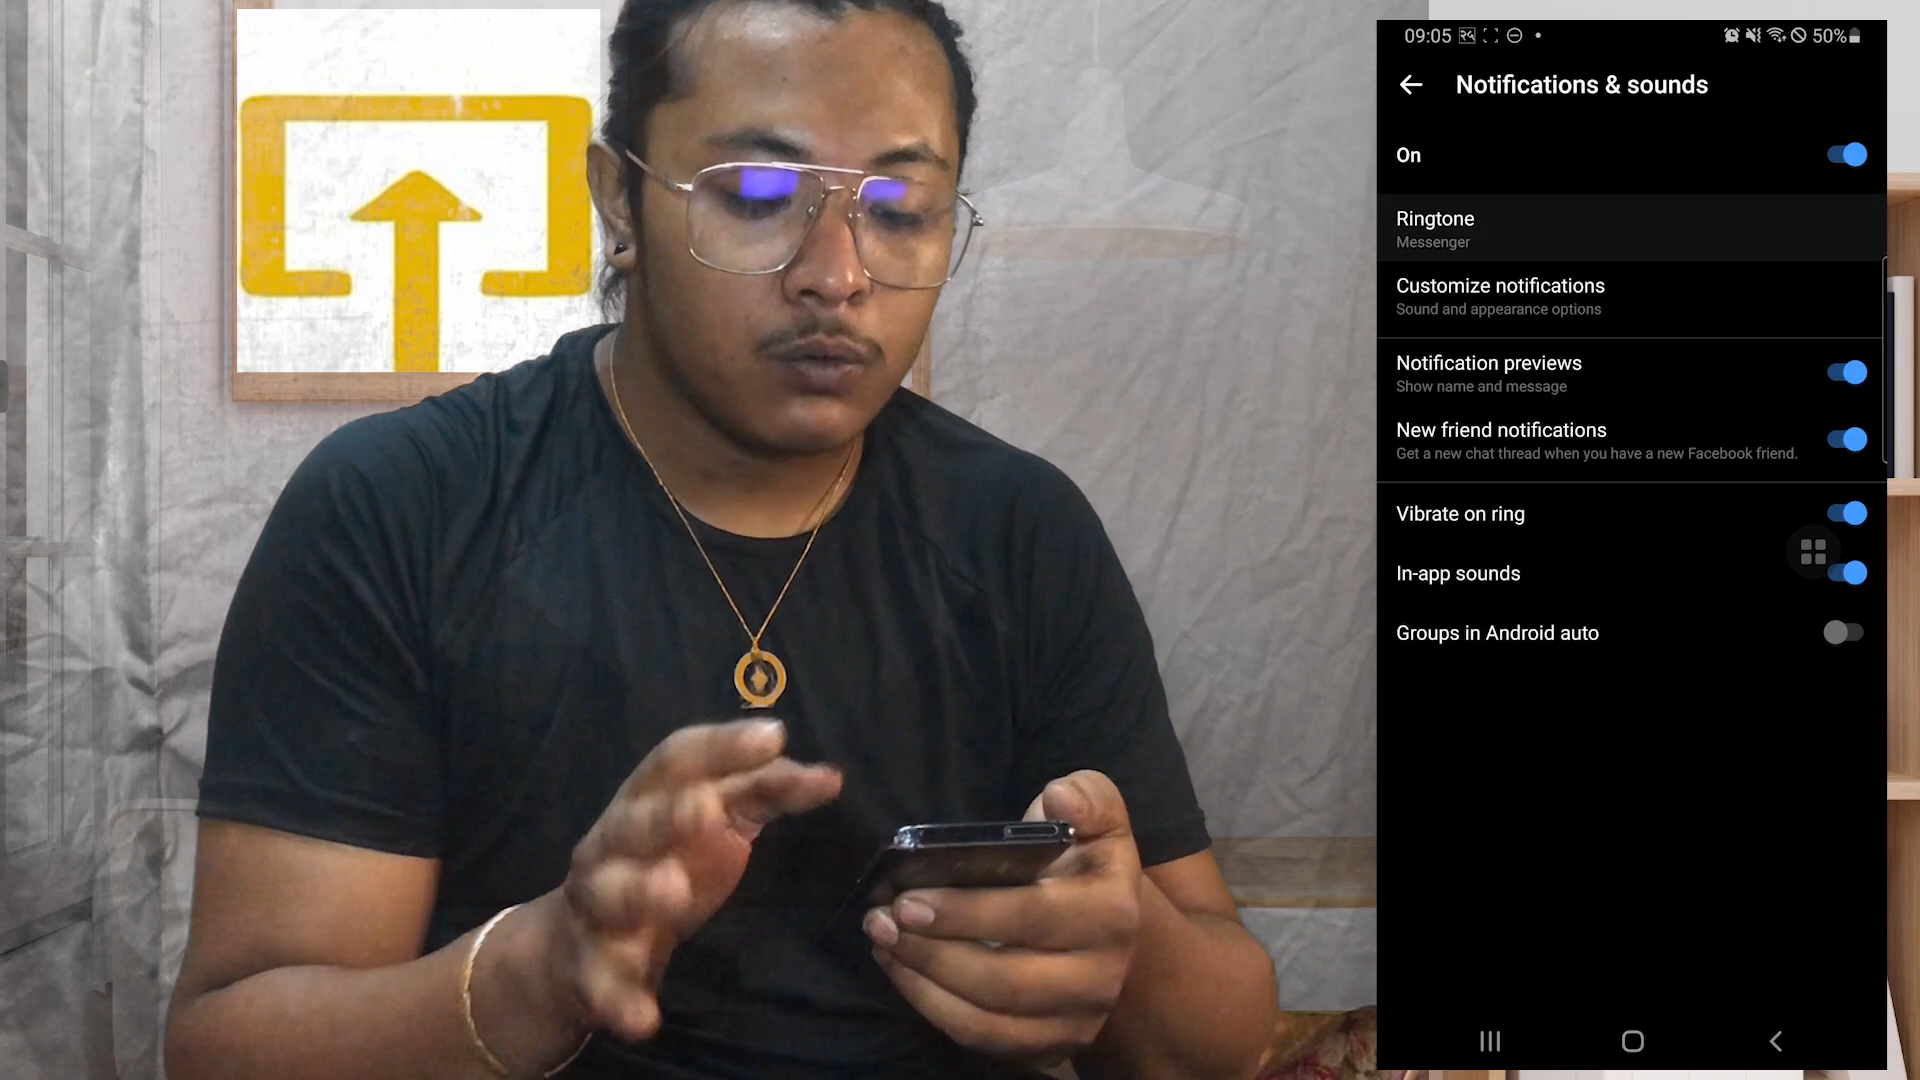 09:05
50%
Notifications & sounds
On
Ringtone
Messenger
Customize notifications
Sound and appearance options
Notification previews
Show name and message
New friend notifications
Get a new chat thread when you have a new Facebook friend.
Vibrate on ring
In-app sounds
Groups in Android auto